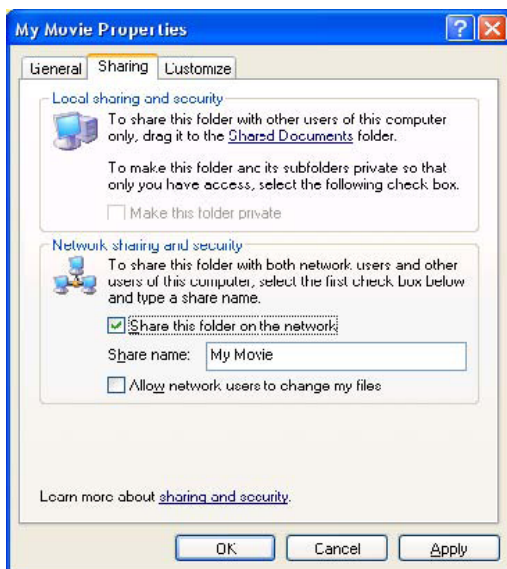 My Movie Properties
General Sharing Customize
Local sharing and security
To share this folder with other users of this computer
only, drag it to the Shared Documents folder.
To make this folder and its subfolders private so that
only you have access, select the following check box.
Make this folder private
Network sharing and security
To share this folder with both network users and other
users of this computer, select the first check box below
and type a share name.
Share this folder on the network
Share name: My Movie
Allow network users to change my files
Learn more about sharing and security.
OK Cancel Apply